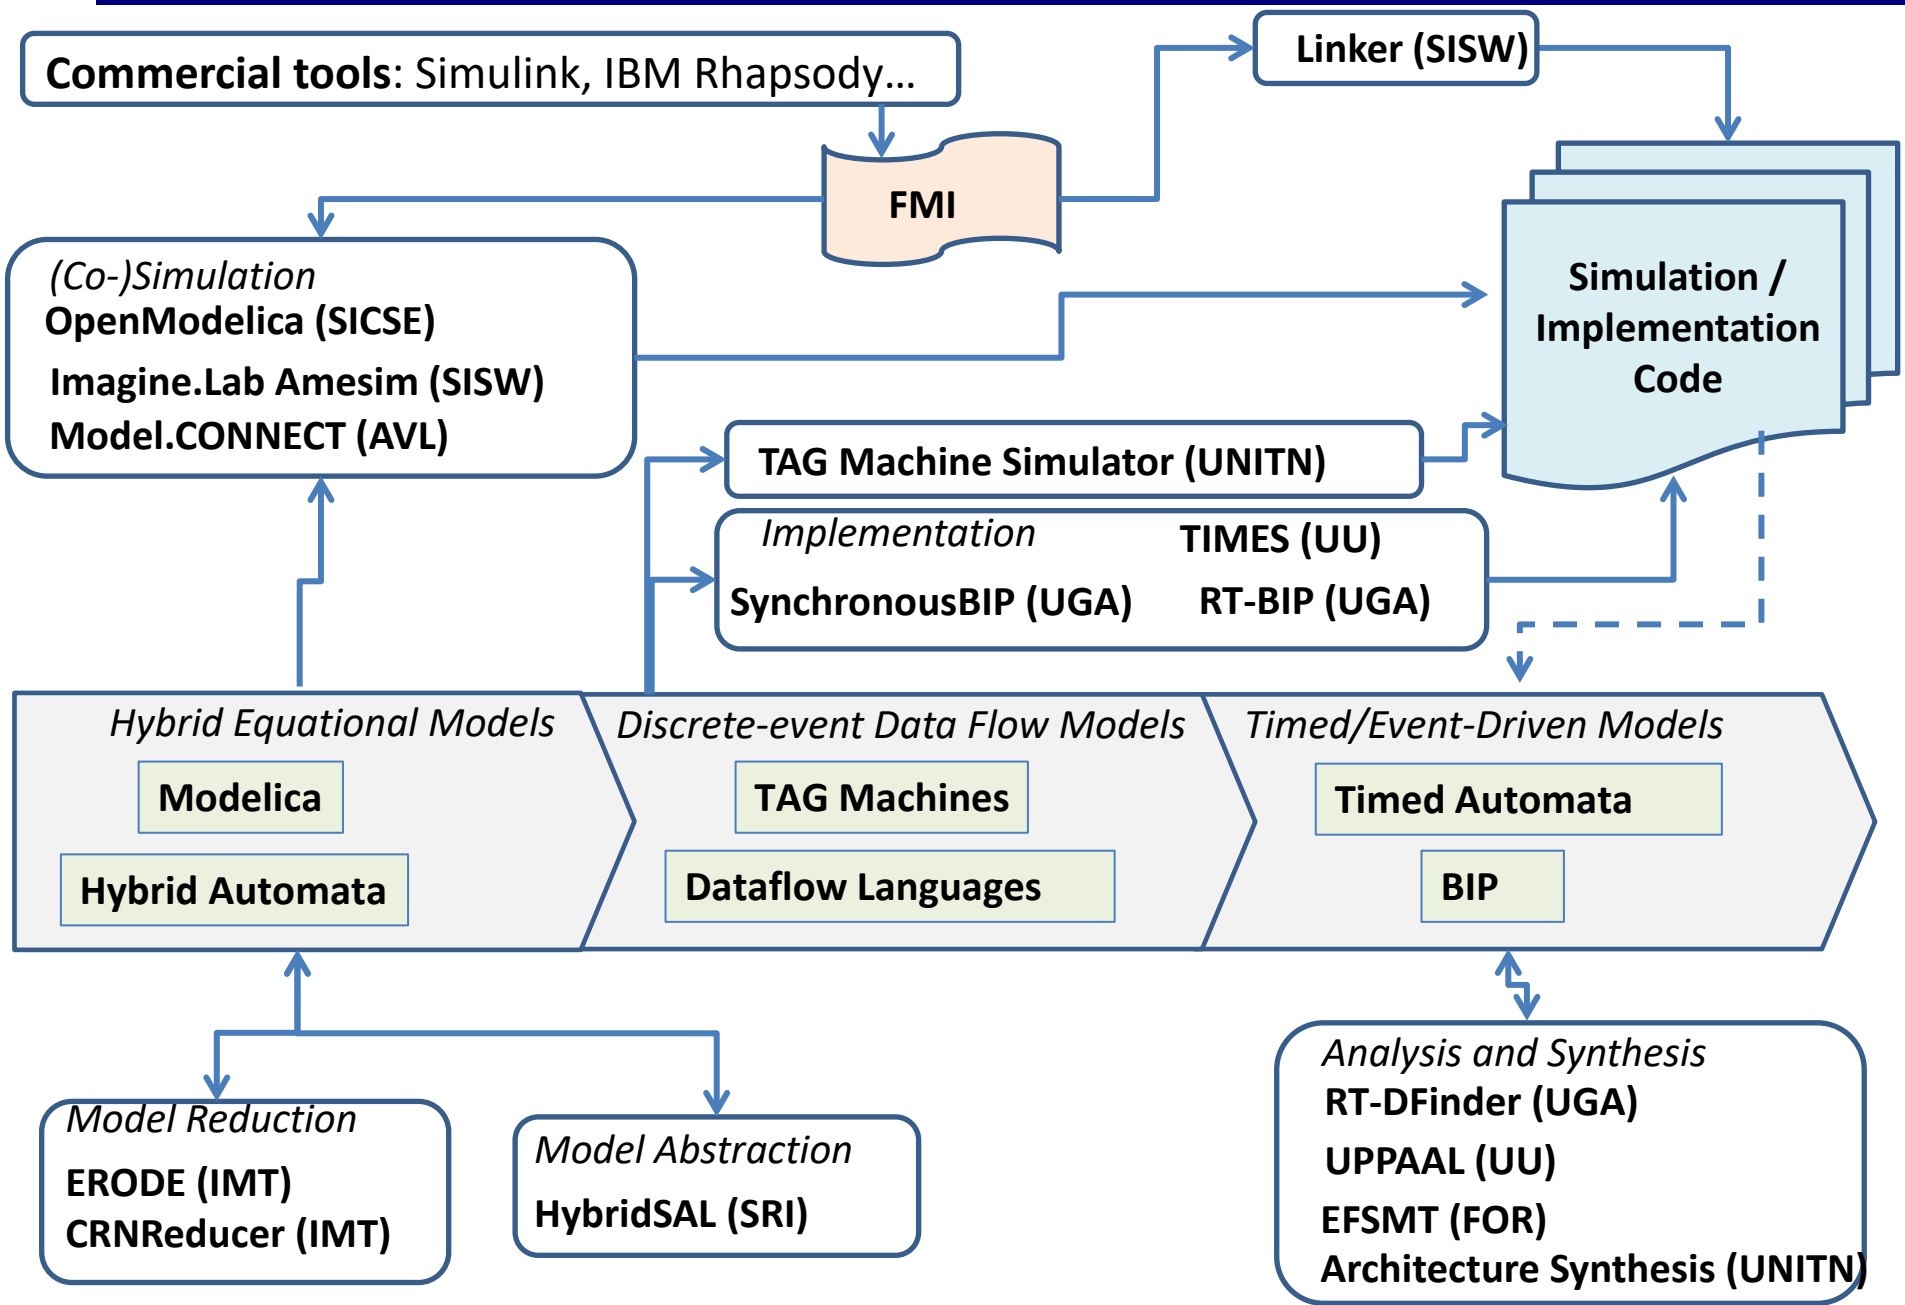 Commercial tools: Simulink, IBM Rhapsody…
Linker (SISW)
FMI
(Co-)Simulation
OpenModelica (SICSE)
Imagine.Lab Amesim (SISW)
Model.CONNECT (AVL)
Simulation /
Implementation
Code
TAG Machine Simulator (UNITN)
Implementation
TIMES (UU)
SynchronousBIP (UGA)
RT-BIP (UGA)
Hybrid Equational Models
Modelica
Hybrid Automata
Discrete-event Data Flow Models
TAG Machines
Dataflow Languages
Timed/Event-Driven Models
Timed Automata
BIP
Model Reduction
ERODE (IMT)
CRNReducer (IMT)
Model Abstraction
HybridSAL (SRI)
Analysis and Synthesis
RT-DFinder (UGA)
UPPAAL (UU)
EFSMT (FOR)
Architecture Synthesis (UNITN)